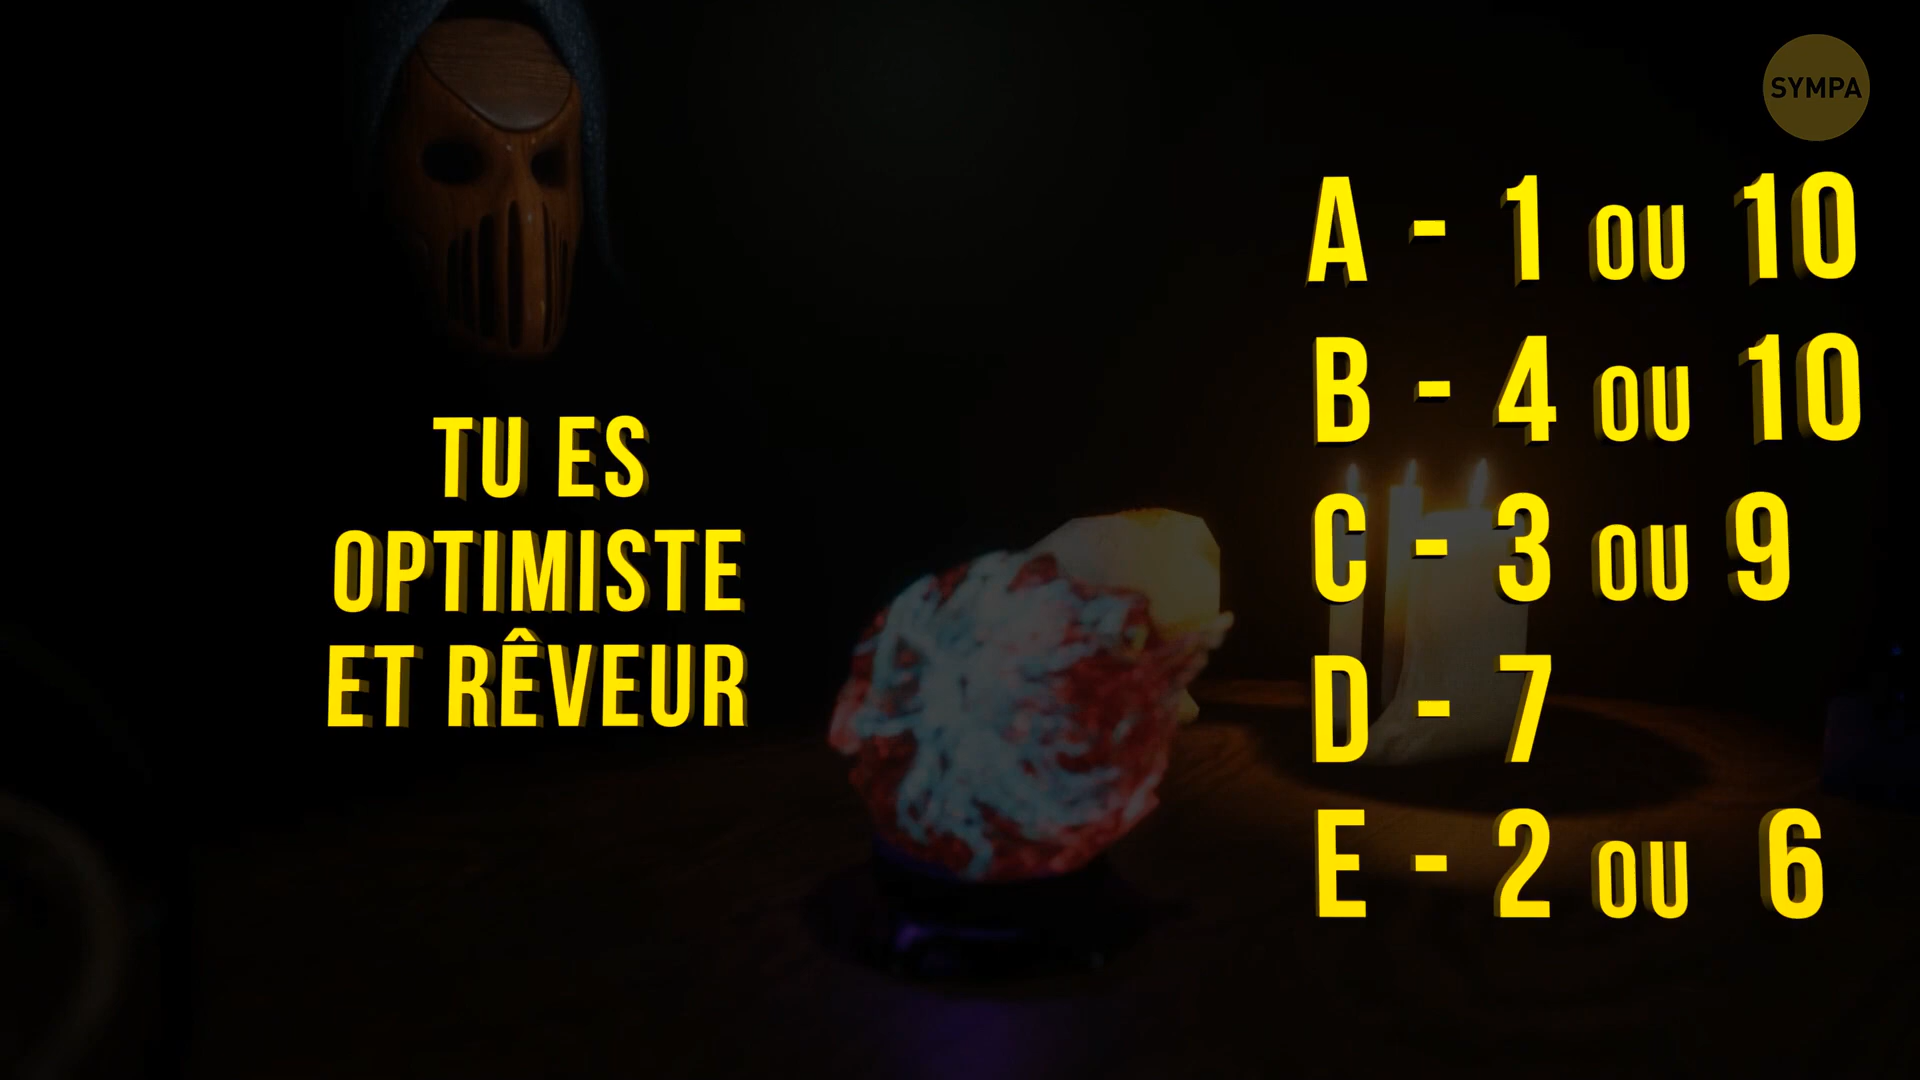 SYMPA
TU ES
OPTIMISTE
ET RÊVEUR
A - 1 OU 10
B - 4 OU 10
C - 3 OU 9
D - 7
E - 2 OU 6